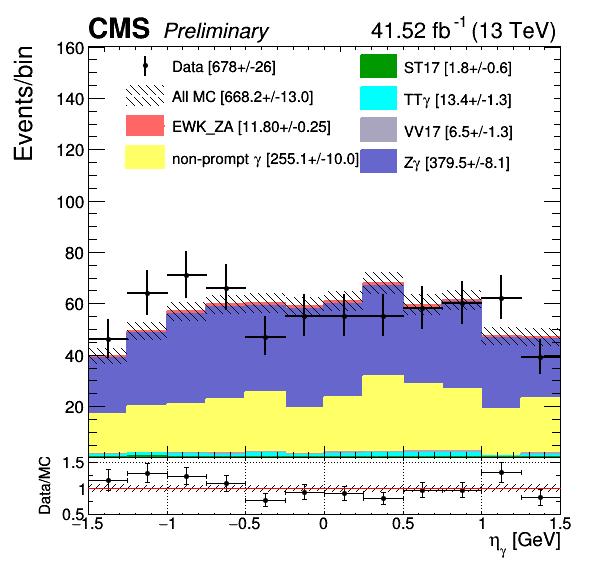 CMS Preliminary 41.52 fb⁻¹ (13 TeV)
Events/bin
160
140
120
100
80
60
40
20
Data [678+/-26]
All MC [668.2+/-13.0]
EWK_ZA [11.80+/-0.25]
non-prompt γ [255.1+/-10.0]
ST17 [1.8+/-0.6]
TTγ [13.4+/-1.3]
VV17 [6.5+/-1.3]
Zγ [379.5+/-8.1]
Data/MC
1.5
1
0.5
−1.5 −1 −0.5 0 0.5 1 1.5
η_γ [GeV]